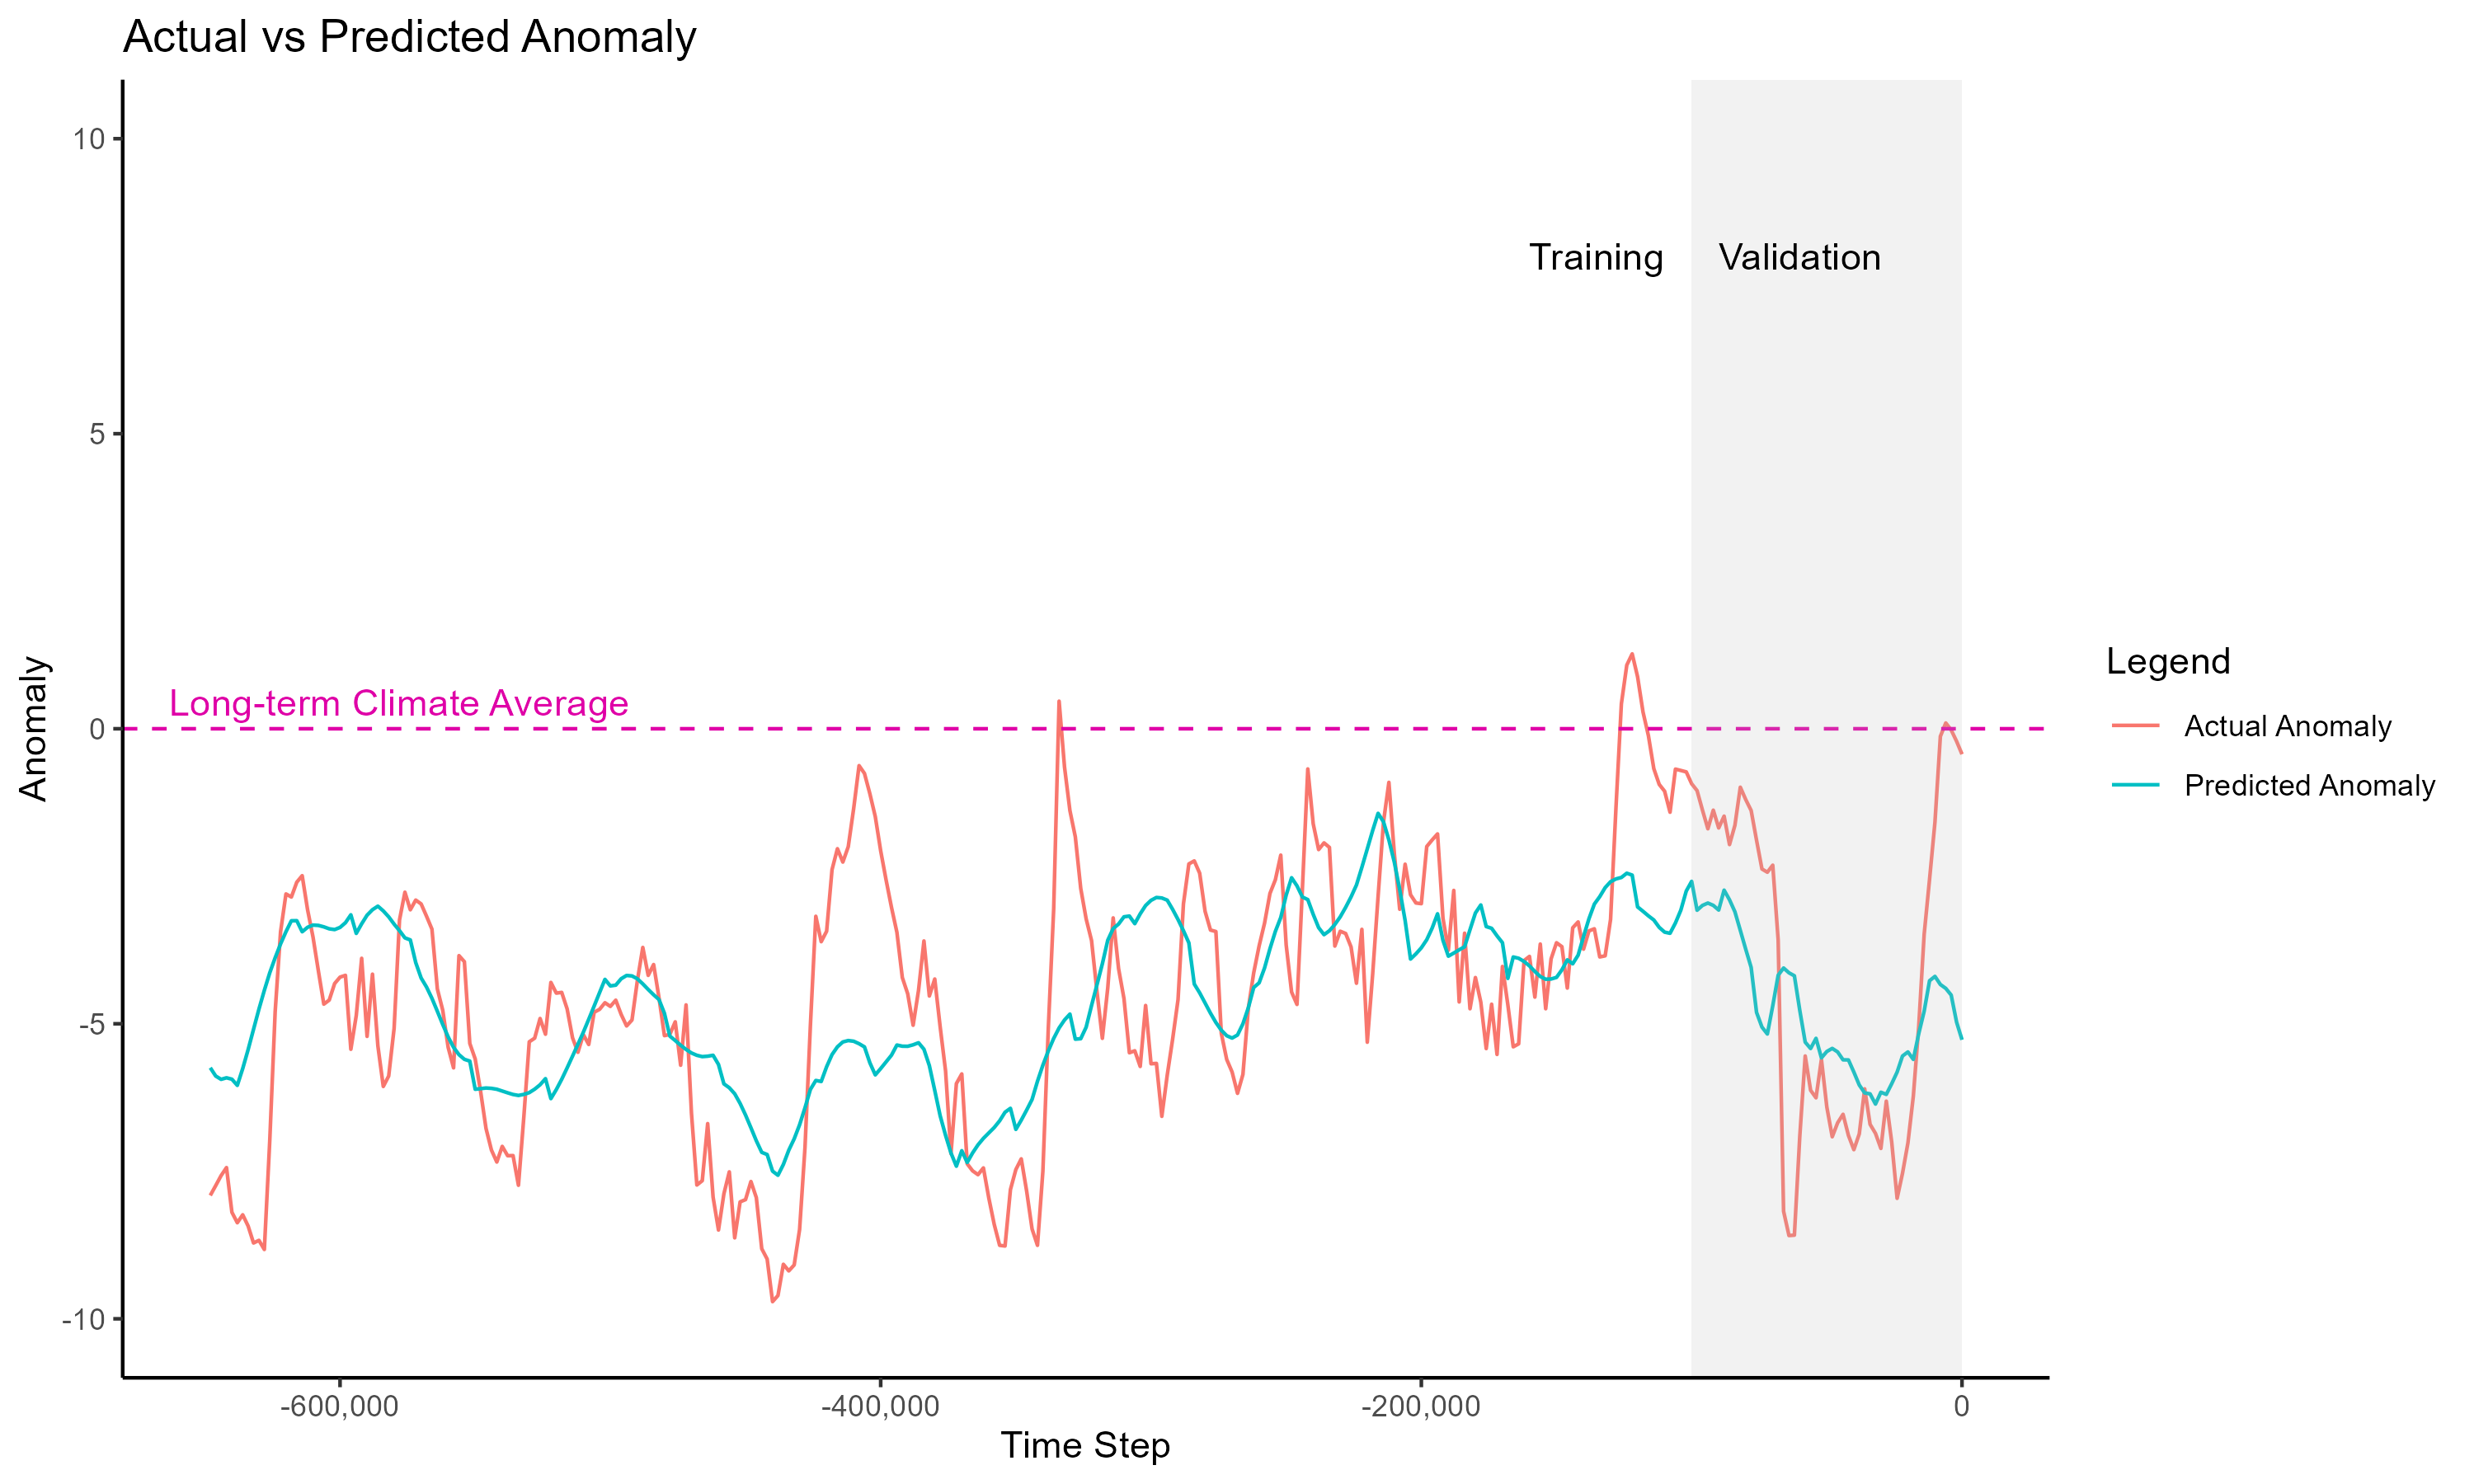 Actual vs Predicted Anomaly
10
5
0
-5
-10
Anomaly
Training
Validation
Long-term Climate Average
Legend
Actual Anomaly
Predicted Anomaly
-600,000
-400,000
-200,000
0
Time Step